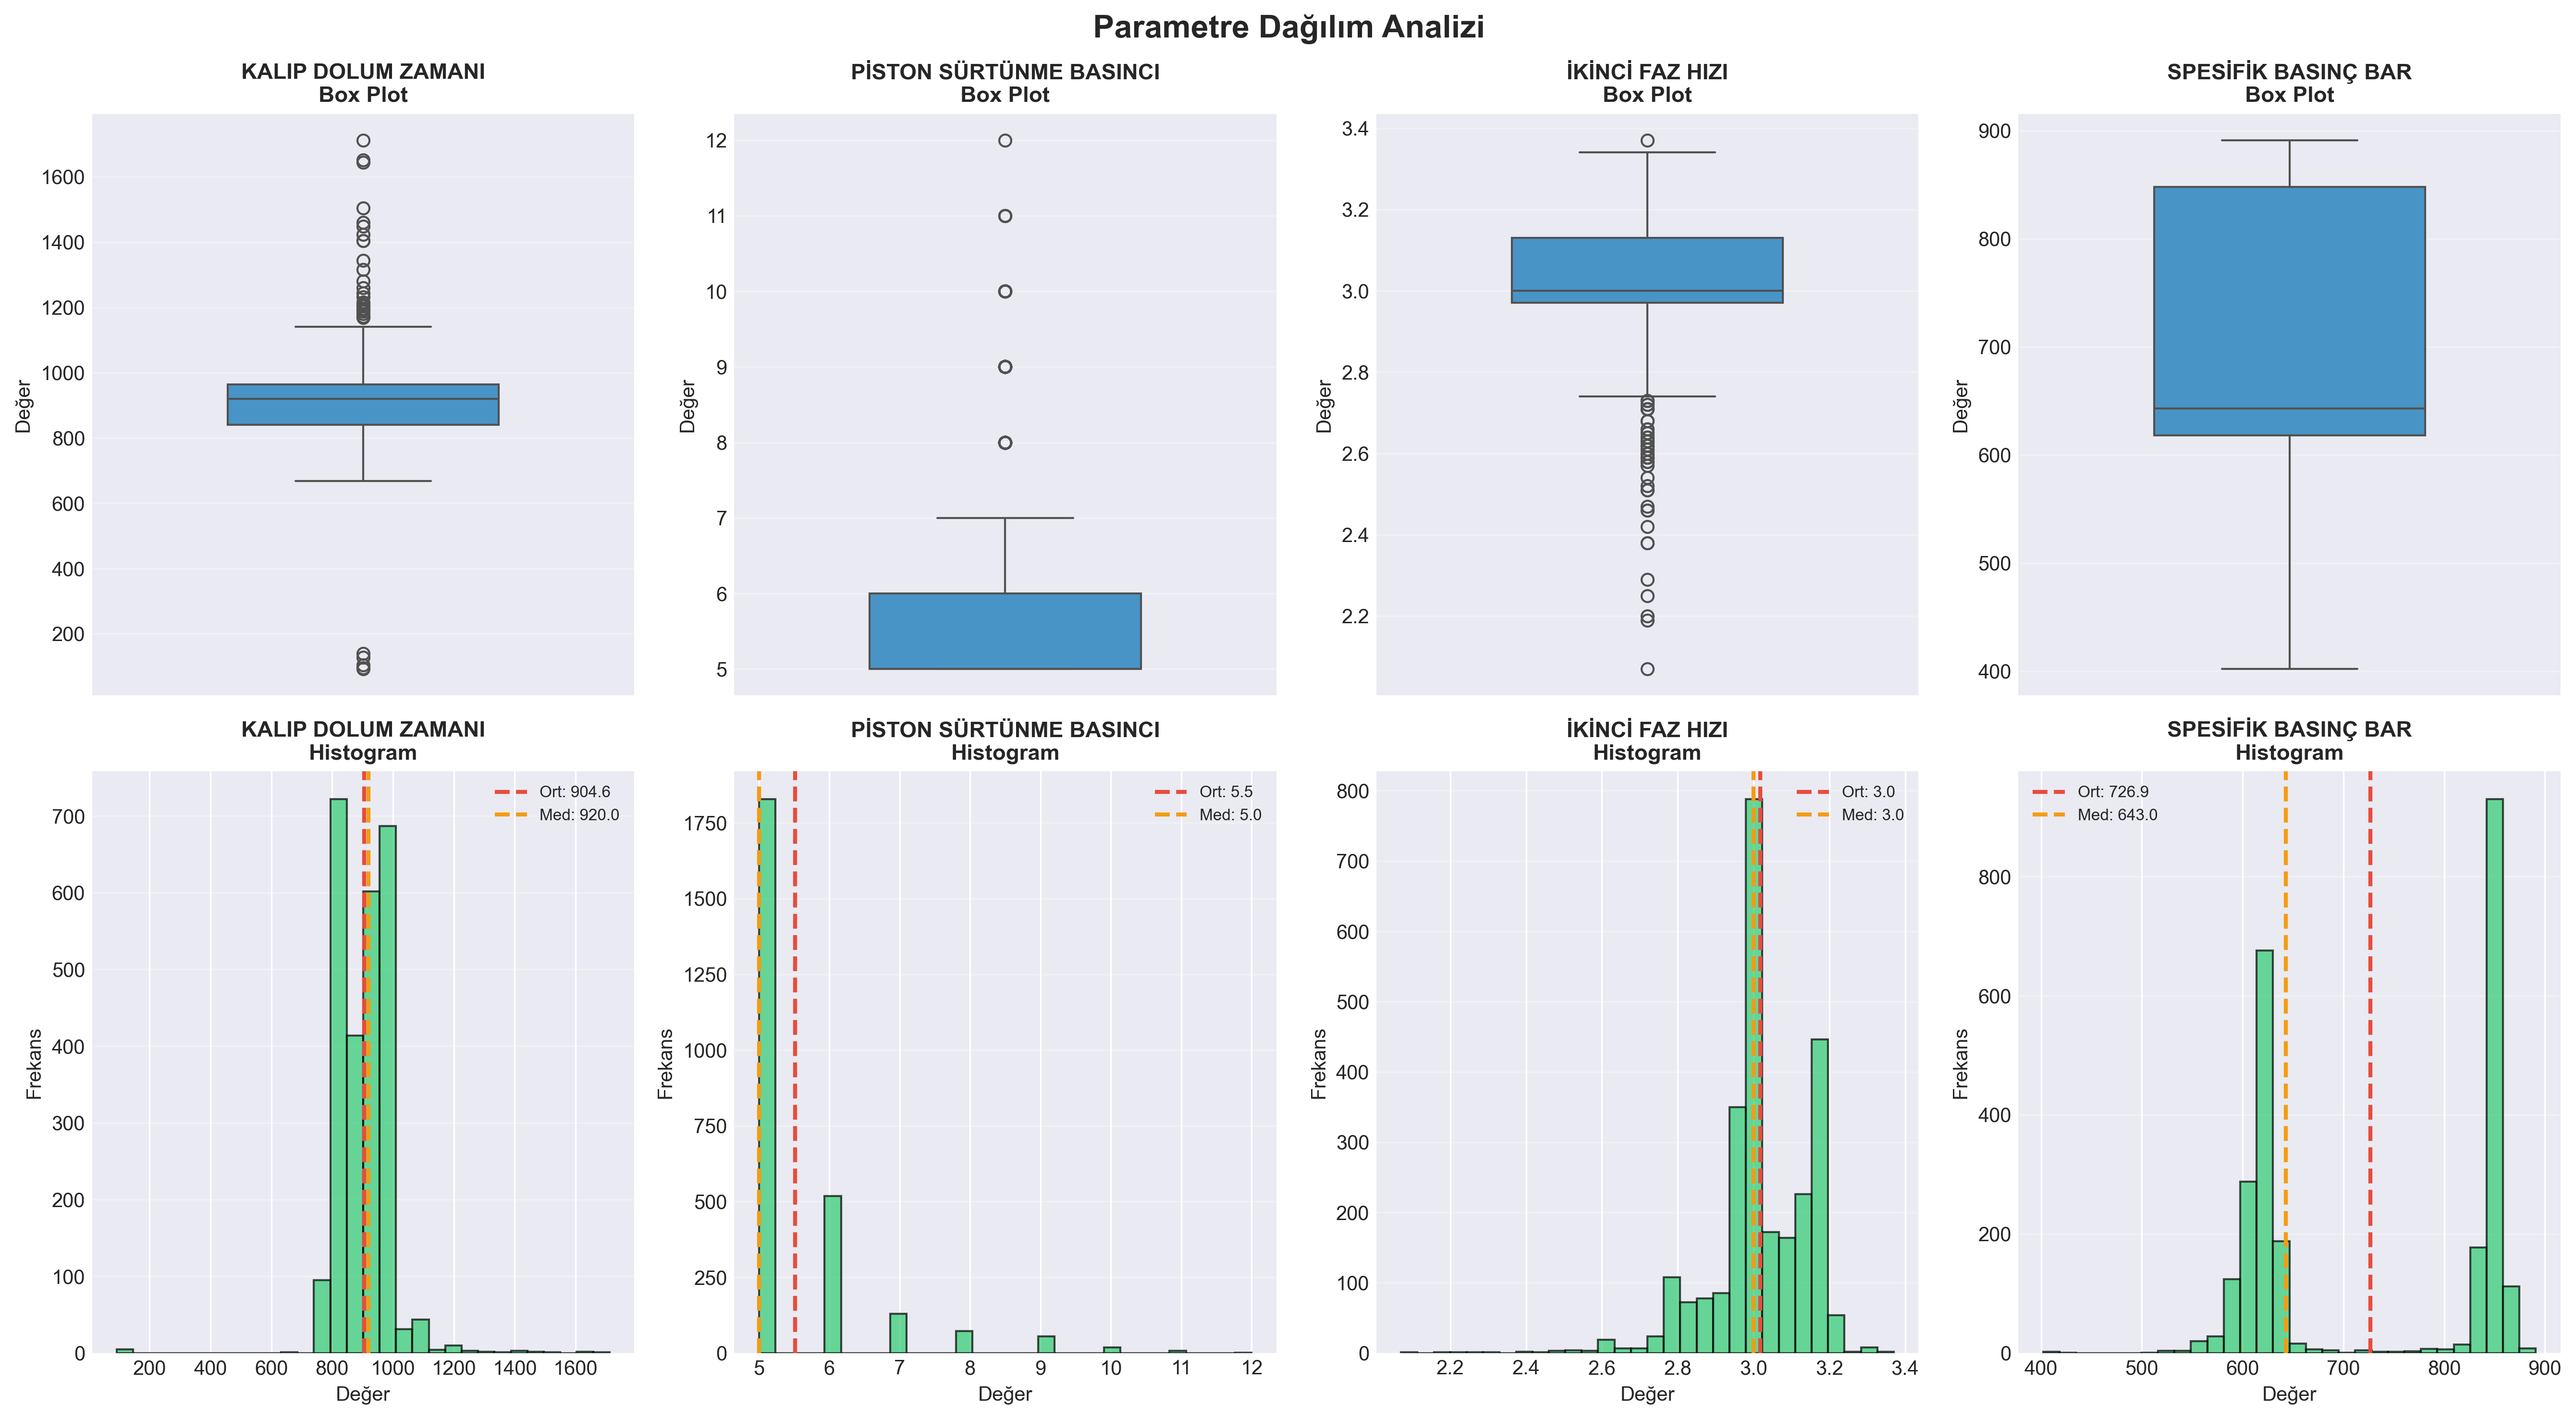 Parametre Dağılım Analizi
KALIP DOLUM ZAMANI
Box Plot
Değer
1600
1400
1200
1000
800
600
400
200
PİSTON SÜRTÜNME BASINCI
Box Plot
Değer
12
11
10
9
8
7
6
5
İKİNCİ FAZ HIZI
Box Plot
Değer
3.4
3.2
3.0
2.8
2.6
2.4
2.2
SPESİFİK BASINÇ BAR
Box Plot
Değer
900
800
700
600
500
400
KALIP DOLUM ZAMANI
Histogram
Ort: 904.6
Med: 920.0
Frekans
700
600
500
400
300
200
100
0
200 400 600 800 1000 1200 1400 1600
Değer
PİSTON SÜRTÜNME BASINCI
Histogram
Ort: 5.5
Med: 5.0
Frekans
1750
1500
1250
1000
750
500
250
0
5 6 7 8 9 10 11 12
Değer
İKİNCİ FAZ HIZI
Histogram
Ort: 3.0
Med: 3.0
Frekans
800
700
600
500
400
300
200
100
0
2.2 2.4 2.6 2.8 3.0 3.2 3.4
Değer
SPESİFİK BASINÇ BAR
Histogram
Ort: 726.9
Med: 643.0
Frekans
800
600
400
200
0
400 500 600 700 800 900
Değer